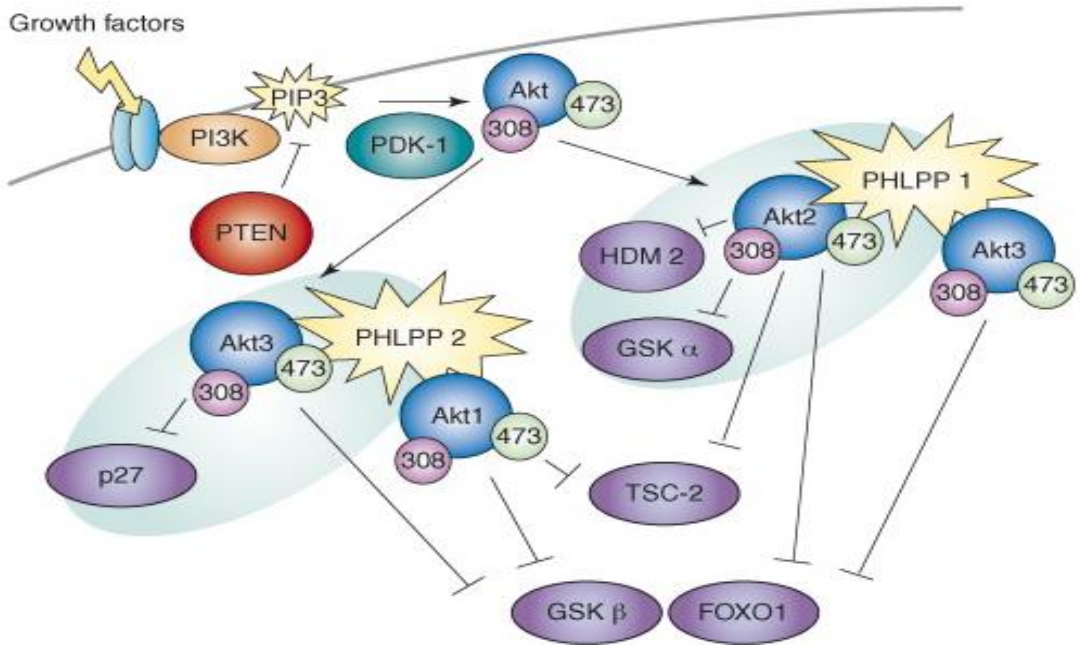 Growth factors
PIP3
Akt
473
308
PI3K
PDK-1
PTEN
PHLPP 1
Akt2
308
473
HDM 2
Akt3
308
473
GSK α
Akt3
473
308
PHLPP 2
Akt1
473
308
p27
TSC-2
GSK β
FOXO1